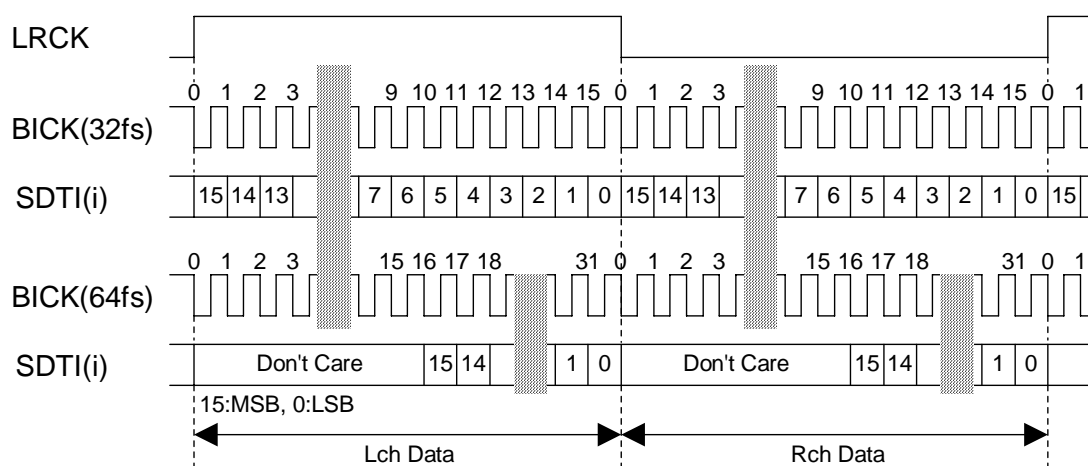 LRCK
0 1 2 3 9 10 11 12 13 14 15 0 1 2 3 9 10 11 12 13 14 15 0 1
BICK(32fs)
SDTI(i) 15 14 13 7 6 5 4 3 2 1 0 15 14 13 7 6 5 4 3 2 1 0 15
0 1 2 3 15 16 17 18 31 0 1 2 3 15 16 17 18 31 0 1
BICK(64fs)
SDTI(i) Don't Care 15 14 1 0 Don't Care 15 14 1 0
15:MSB, 0:LSB
Lch Data Rch Data